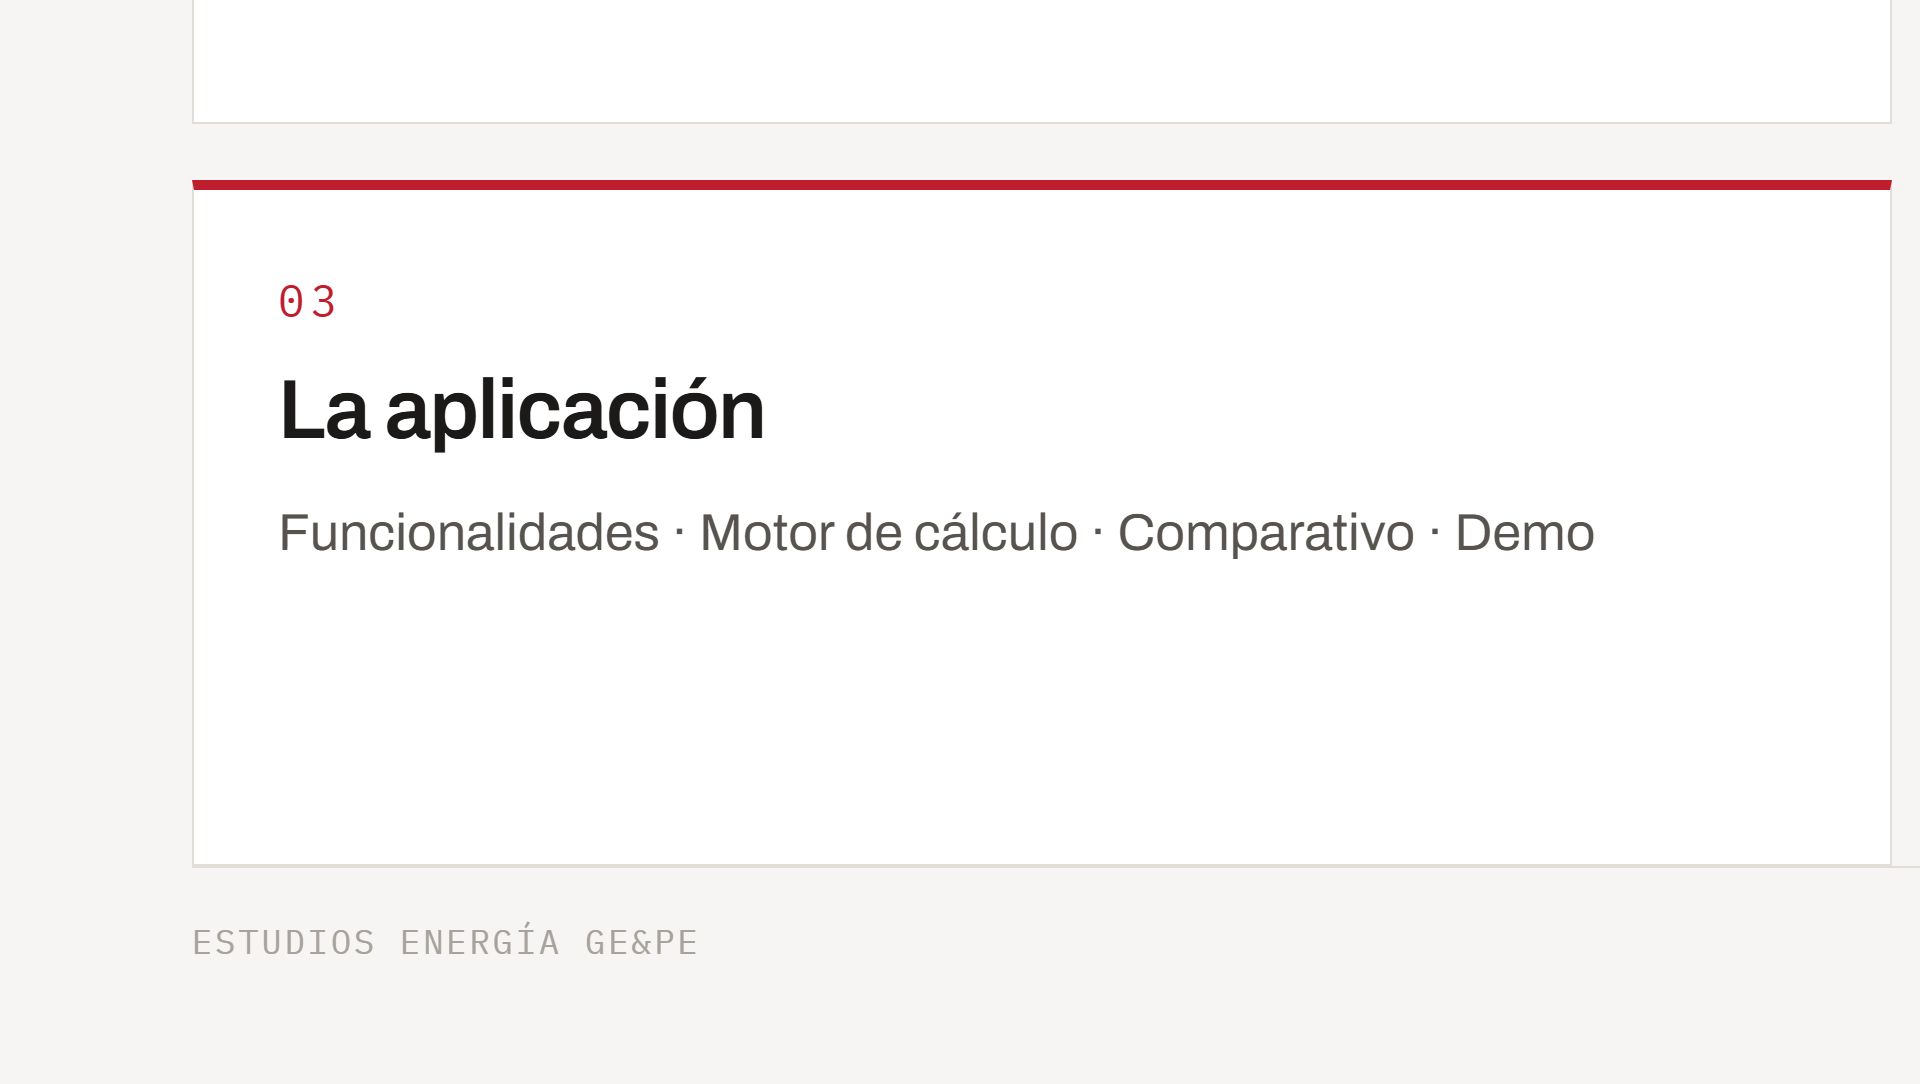 03
La aplicación
Funcionalidades · Motor de cálculo · Comparativo · Demo
ESTUDIOS ENERGÍA GE&PE